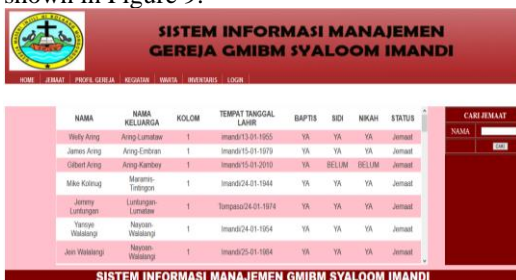 shown in Figure 9.
SISTEM INFORMASI MANAJEMEN
GEREJA GMIBM SYALOOM IMANDI
HOME JEMAAT PROFIL GEREJA KEGIATAN WARTA INVENTARIS LOGIN
NAMA NAMA KELUARGA KOLOM TEMPAT TANGGAL LAHIR BAPTIS SIDI NIKAH STATUS
Welly Aring Aring-Lumataw 1 Imandi/13-01-1955 YA YA YA Jemaat
James Aring Aring-Embran 1 Imandi/15-01-1979 YA YA YA Jemaat
Gilbert Aring Aring-Kambey 1 Imandi/15-01-2010 YA BELUM BELUM Jemaat
Mike Kolinug Maramis-Tintingon 1 Imandi/24-01-1944 YA YA YA Jemaat
Jemmy Luntungan Luntungan-Lumataw 1 Tompaso/24-01-1974 YA YA YA Jemaat
Yansye Walalangi Nayoan-Walalangi 1 Imandi/24-01-1954 YA YA YA Jemaat
Jein Walalangi Nayoan-Walalangi 1 Imandi/25-01-1984 YA YA YA Jemaat
CARI JEMAAT
NAMA
CARI
SISTEM INFORMASI MANAJEMEN GMIBM SYALOOM IMANDI